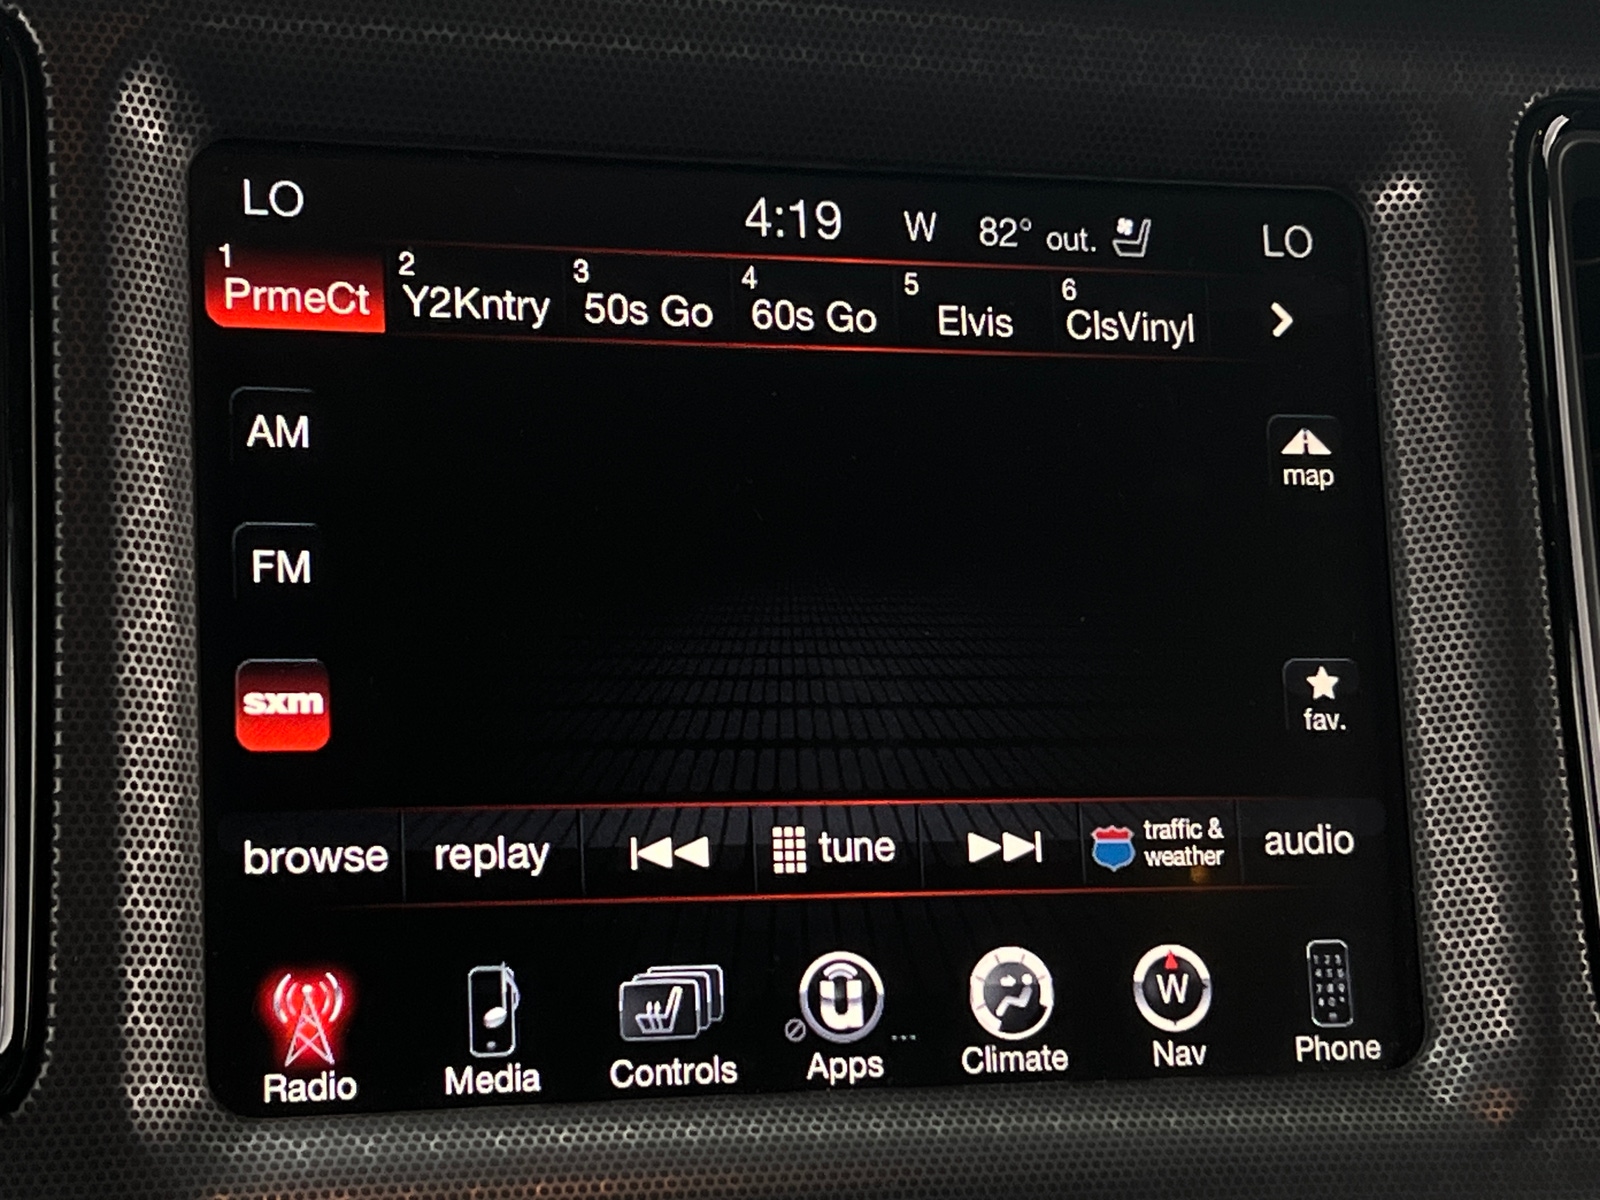 LO 4:19 W 82° out. LO
1 PrmeCt 2 Y2Kntry 3 50s Go 4 60s Go 5 Elvis 6 ClsVinyl
AM
map
FM
sxm
fav.
browse replay tune traffic & weather audio
u W
Radio Media Controls Apps Climate Nav Phone